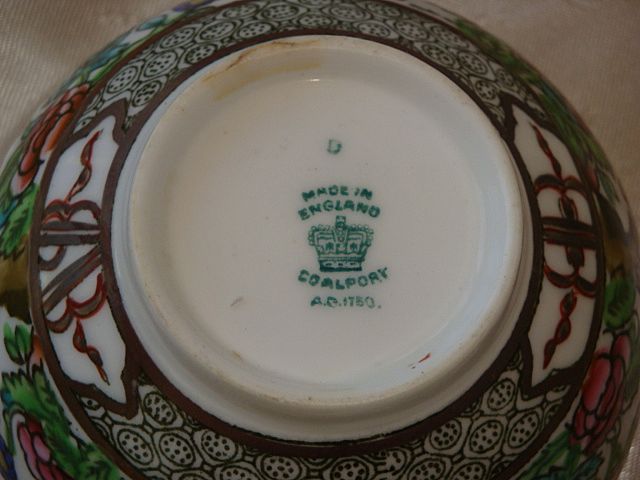 D
MADE IN
ENGLAND
COALPORT
A.D.1750.